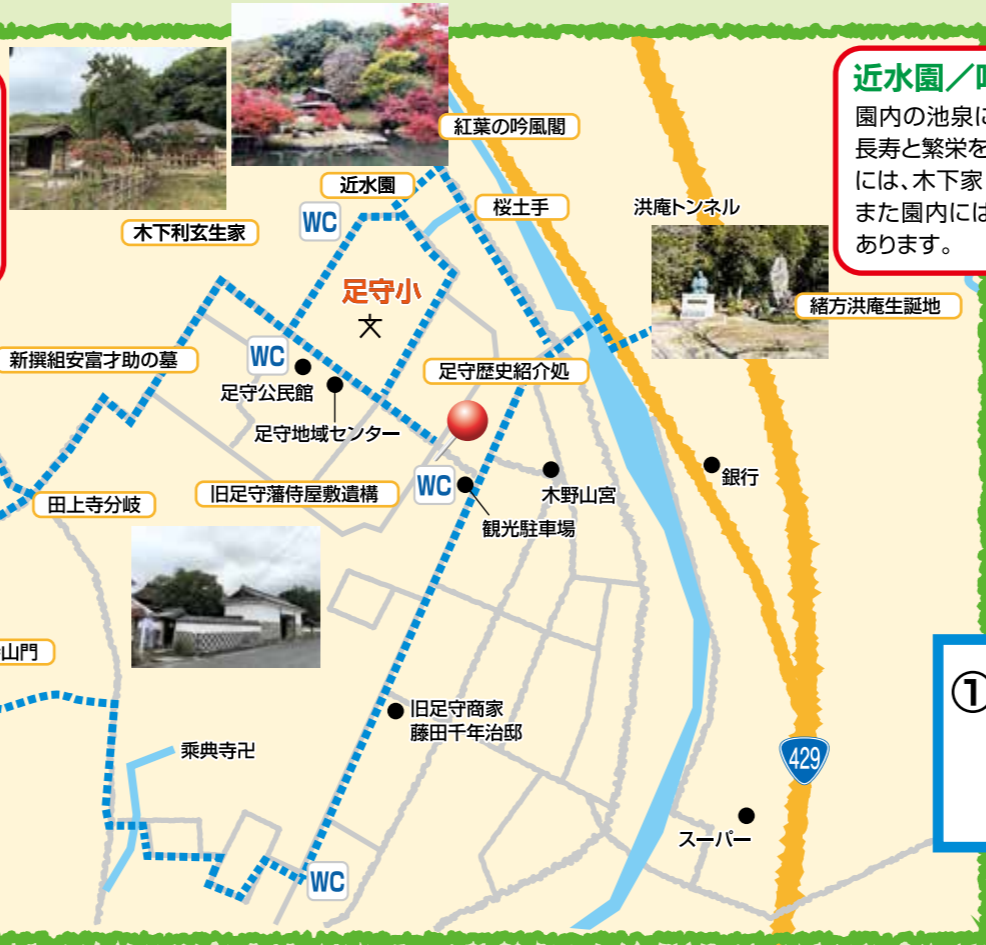 近水園／
園内の池泉に
長寿と繁栄を
には、木下家
また園内には
あります。
紅葉の吟風閣
近水園
WC
桜土手
洪庵トンネル
木下利玄生家
足守小
文
緒方洪庵生誕地
新撰組安富才助の墓
WC
足守公民館
足守歴史紹介処
足守地域センター
田上寺分岐
旧足守藩侍屋敷遺構
WC
木野山宮
銀行
観光駐車場
山門
旧足守商家
藤田千年治邸
乗典寺卍
429
①
スーパー
WC